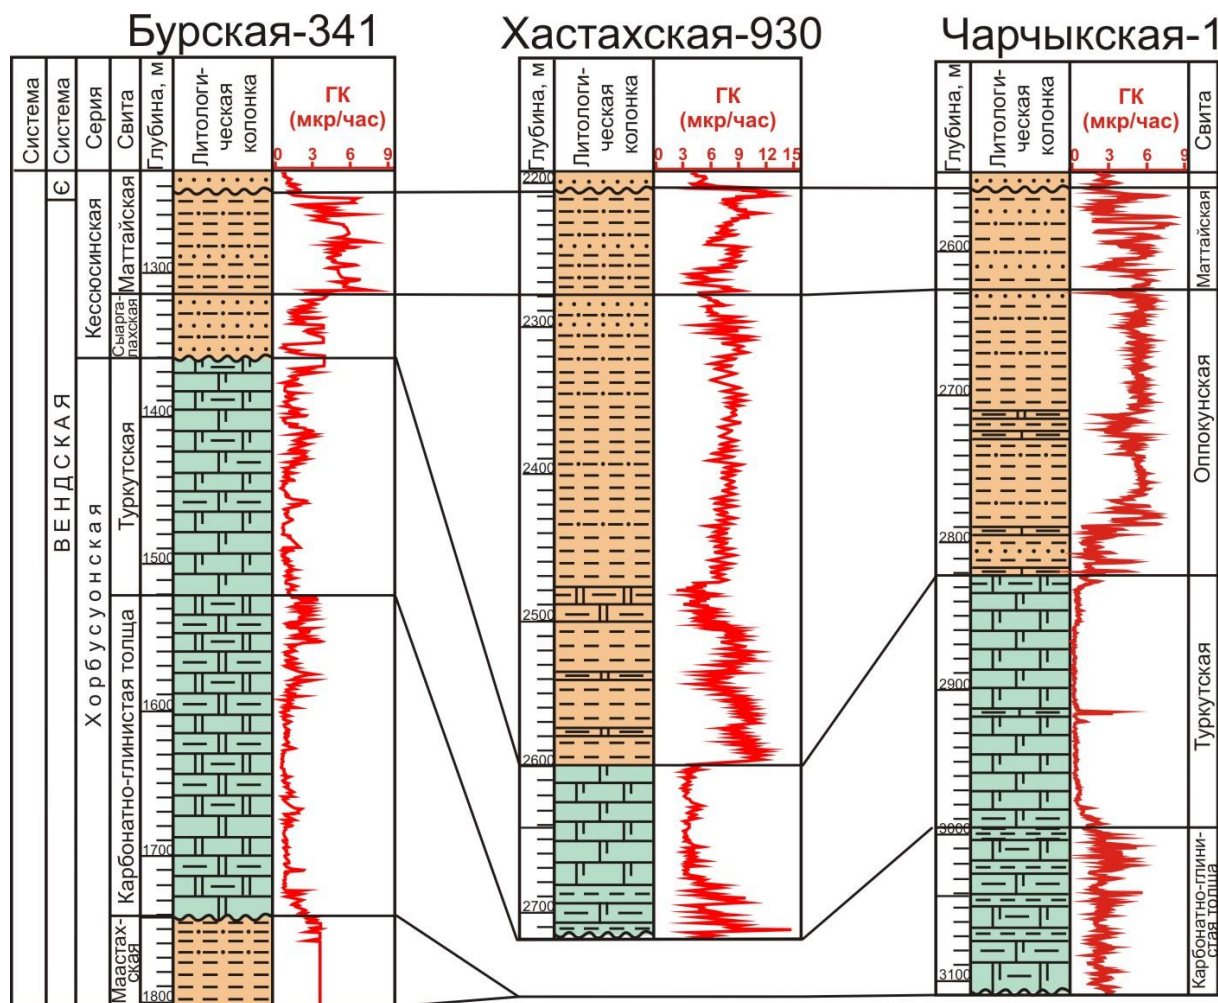 Бурская-341
Хастахская-930
Чарчыкская-1
Система
Система
Серия
Свита
Глубина, м
Литологи-
ческая
колонка
ГК
(мкр/час)
0 3 6 9
Глубина, м
Литологи-
ческая
колонка
ГК
(мкр/час)
0 3 6 9 12 15
Глубина, м
Литологи-
ческая
колонка
ГК
(мкр/час)
0 3 6 9
Свита
Є
ВЕНДСКАЯ
Кессюсинская
Хорбусуонская
Маттайская
Сыарга-
лахская
Туркутская
Карбонатно-глинистая толща
Маастах-
ская
1300
1400
1500
1600
1700
1800
2200
2300
2400
2500
2600
2700
2600
2700
2800
2900
3000
3100
Маттайская
Оппокунская
Туркутская
Карбонатно-глини-
стая толща